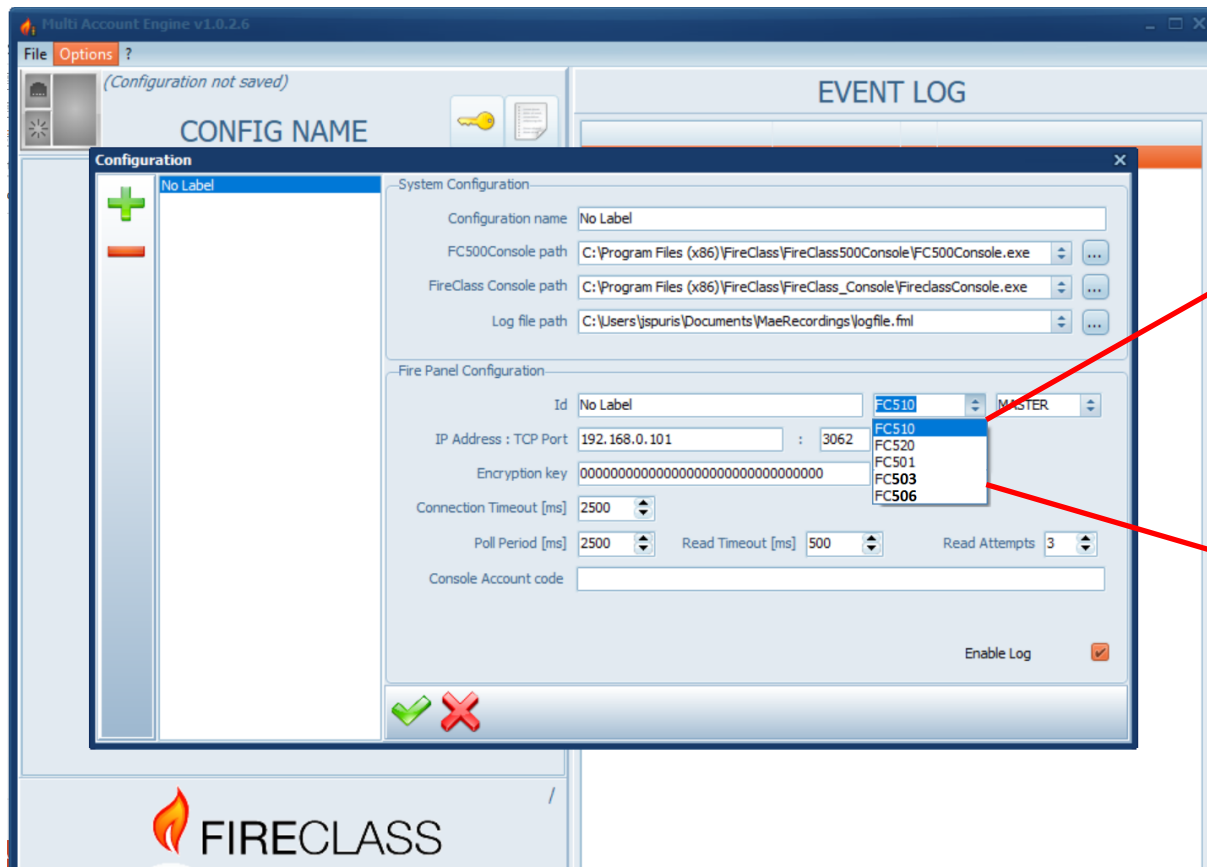 Multi Account Engine v1.0.2.6
File Options ?
(Configuration not saved)
CONFIG NAME
EVENT LOG
Configuration
No Label
System Configuration
Configuration name No Label
FC500Console path C:\Program Files (x86)\FireClass\FireClass500Console\FC500Console.exe ...
FireClass Console path C:\Program Files (x86)\FireClass\FireClass_Console\FireclassConsole.exe ...
Log file path C:\Users\jspuris\Documents\MaeRecordings\logfile.fml ...
Fire Panel Configuration
Id No Label FC510 MASTER
IP Address : TCP Port 192.168.0.101 : 3062
FC510
FC520
FC501
FC503
FC506
Encryption key 00000000000000000000000000000000
Connection Timeout [ms] 2500
Poll Period [ms] 2500 Read Timeout [ms] 500 Read Attempts 3
Console Account code
Enable Log
/
FIRECLASS